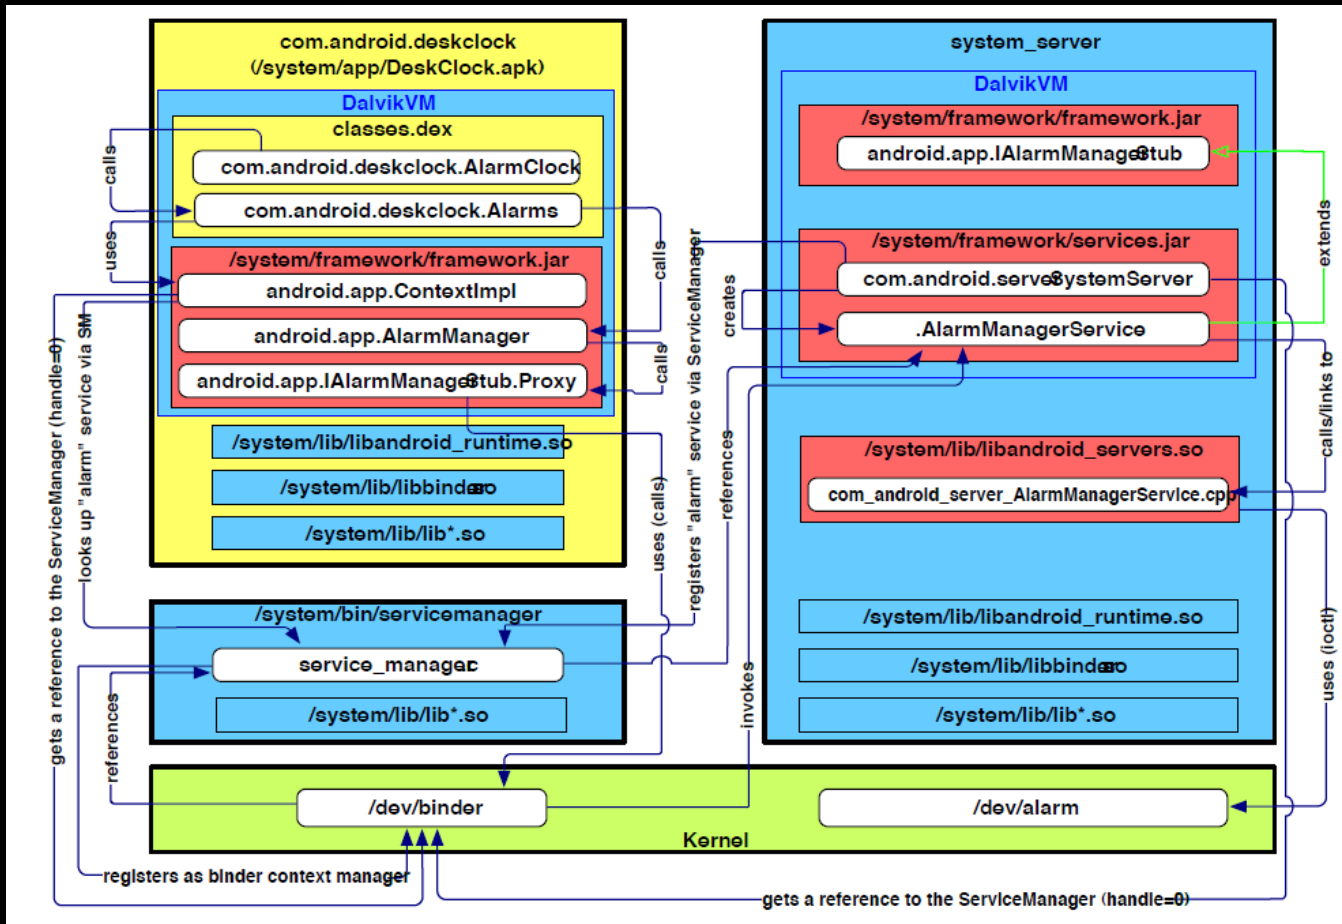 com.android.deskclock
(/system/app/DeskClock.apk)
DalvikVM
classes.dex
com.android.deskclock.AlarmClock
com.android.deskclock.Alarms
/system/framework/framework.jar
android.app.ContextImpl
android.app.AlarmManager
android.app.IAlarmManagerStub.Proxy
/system/lib/libandroid_runtime.so
/system/lib/libbinder.so
/system/lib/lib*.so
calls
uses
calls
calls
gets a reference to the ServiceManager (handle=0)
looks up "alarm" service via SM
uses (calls)
registers "alarm" service via ServiceManager
references
creates
invokes
system_server
DalvikVM
/system/framework/framework.jar
android.app.IAlarmManagerStub
/system/framework/services.jar
com.android.server.SystemServer
.AlarmManagerService
extends
calls/links to
/system/lib/libandroid_servers.so
com_android_server_AlarmManagerService.cpp
/system/lib/libandroid_runtime.so
/system/lib/libbinder.so
/system/lib/lib*.so
uses (ioctl)
/system/bin/servicemanager
service_manager.c
/system/lib/lib*.so
references
/dev/binder
/dev/alarm
Kernel
registers as binder context manager
gets a reference to the ServiceManager (handle=0)